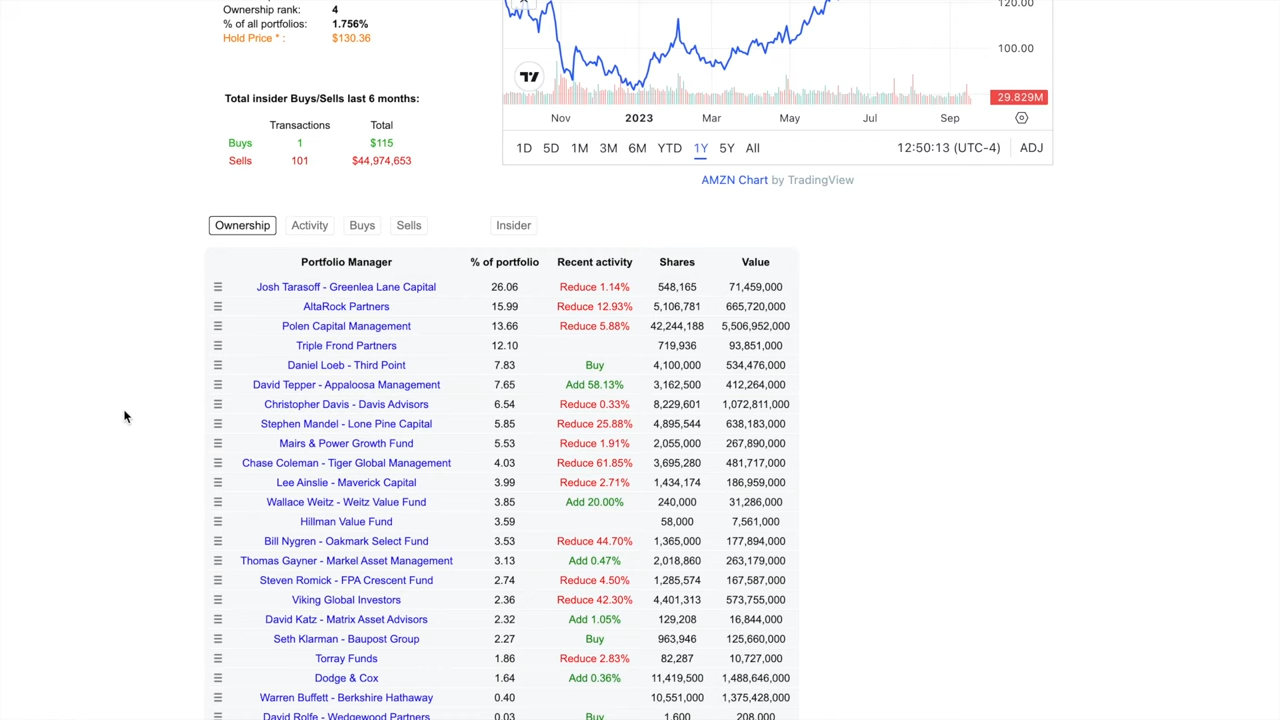 Ownership rank: 4
% of all portfolios: 1.756%
Hold Price * : $130.36
Total insider Buys/Sells last 6 months:
Transactions Total
Buys 1 $115
Sells 101 $44,974,653
120.00
100.00
29.829M
Nov 2023 Mar May Jul Sep
1D 5D 1M 3M 6M YTD 1Y 5Y All 12:50:13 (UTC-4) ADJ
AMZN Chart by TradingView
Ownership Activity Buys Sells Insider
Portfolio Manager % of portfolio Recent activity Shares Value
Josh Tarasoff - Greenlea Lane Capital 26.06 Reduce 1.14% 548,165 71,459,000
AltaRock Partners 15.99 Reduce 12.93% 5,106,781 665,720,000
Polen Capital Management 13.66 Reduce 5.88% 42,244,188 5,506,952,000
Triple Frond Partners 12.10 719,936 93,851,000
Daniel Loeb - Third Point 7.83 Buy 4,100,000 534,476,000
David Tepper - Appaloosa Management 7.65 Add 58.13% 3,162,500 412,264,000
Christopher Davis - Davis Advisors 6.54 Reduce 0.33% 8,229,601 1,072,811,000
Stephen Mandel - Lone Pine Capital 5.85 Reduce 25.88% 4,895,544 638,183,000
Mairs & Power Growth Fund 5.53 Reduce 1.91% 2,055,000 267,890,000
Chase Coleman - Tiger Global Management 4.03 Reduce 61.85% 3,695,280 481,717,000
Lee Ainslie - Maverick Capital 3.99 Reduce 2.71% 1,434,174 186,959,000
Wallace Weitz - Weitz Value Fund 3.85 Add 20.00% 240,000 31,286,000
Hillman Value Fund 3.59 58,000 7,561,000
Bill Nygren - Oakmark Select Fund 3.53 Reduce 44.70% 1,365,000 177,894,000
Thomas Gayner - Markel Asset Management 3.13 Add 0.47% 2,018,860 263,179,000
Steven Romick - FPA Crescent Fund 2.74 Reduce 4.50% 1,285,574 167,587,000
Viking Global Investors 2.36 Reduce 42.30% 4,401,313 573,755,000
David Katz - Matrix Asset Advisors 2.32 Add 1.05% 129,208 16,844,000
Seth Klarman - Baupost Group 2.27 Buy 963,946 125,660,000
Torray Funds 1.86 Reduce 2.83% 82,287 10,727,000
Dodge & Cox 1.64 Add 0.36% 11,419,500 1,488,646,000
Warren Buffett - Berkshire Hathaway 0.40 10,551,000 1,375,428,000
David Rolfe - Wedgewood Partners 0.03 Buy 1,600 208,000